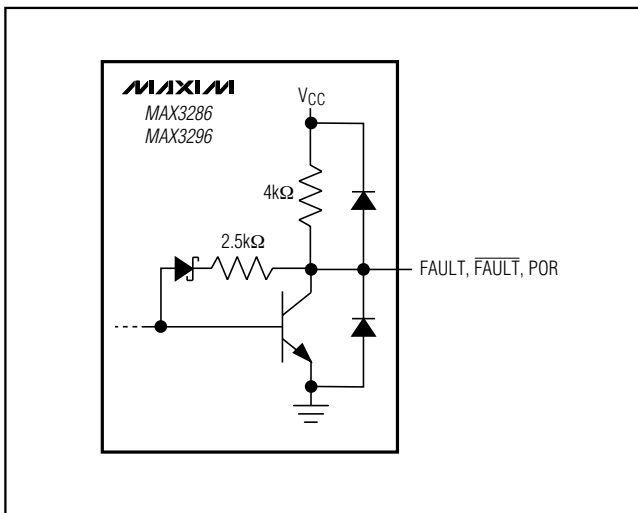 MAXIM
MAX3286
MAX3296
VCC
4kΩ
2.5kΩ
FAULT, FAULT, POR